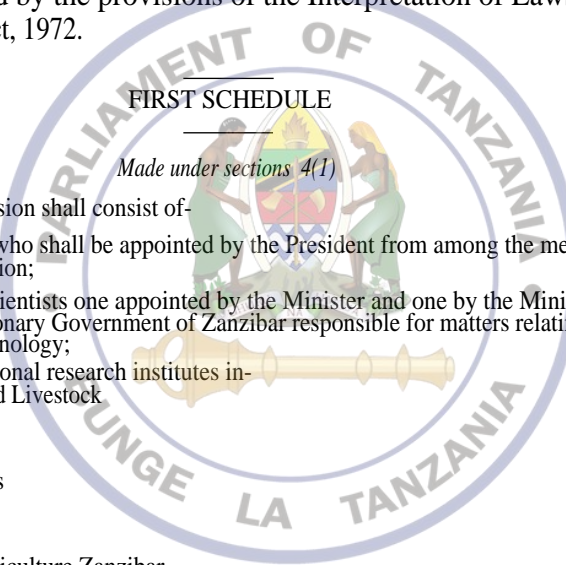 by the provisions of the Interpretation of
ct, 1972.
FIRST SCHEDULE
Made under sections 4(1)
sion shall consist of-
who shall be appointed by the President from among the me
ion;
ientists one appointed by the Minister and one by the Mini
onary Government of Zanzibar responsible for matters relati
nology;
onal research institutes in-
d Livestock
s
iculture Zanzibar
PARLIAMENT OF TANZANIA
BUNGE LA TANZANIA